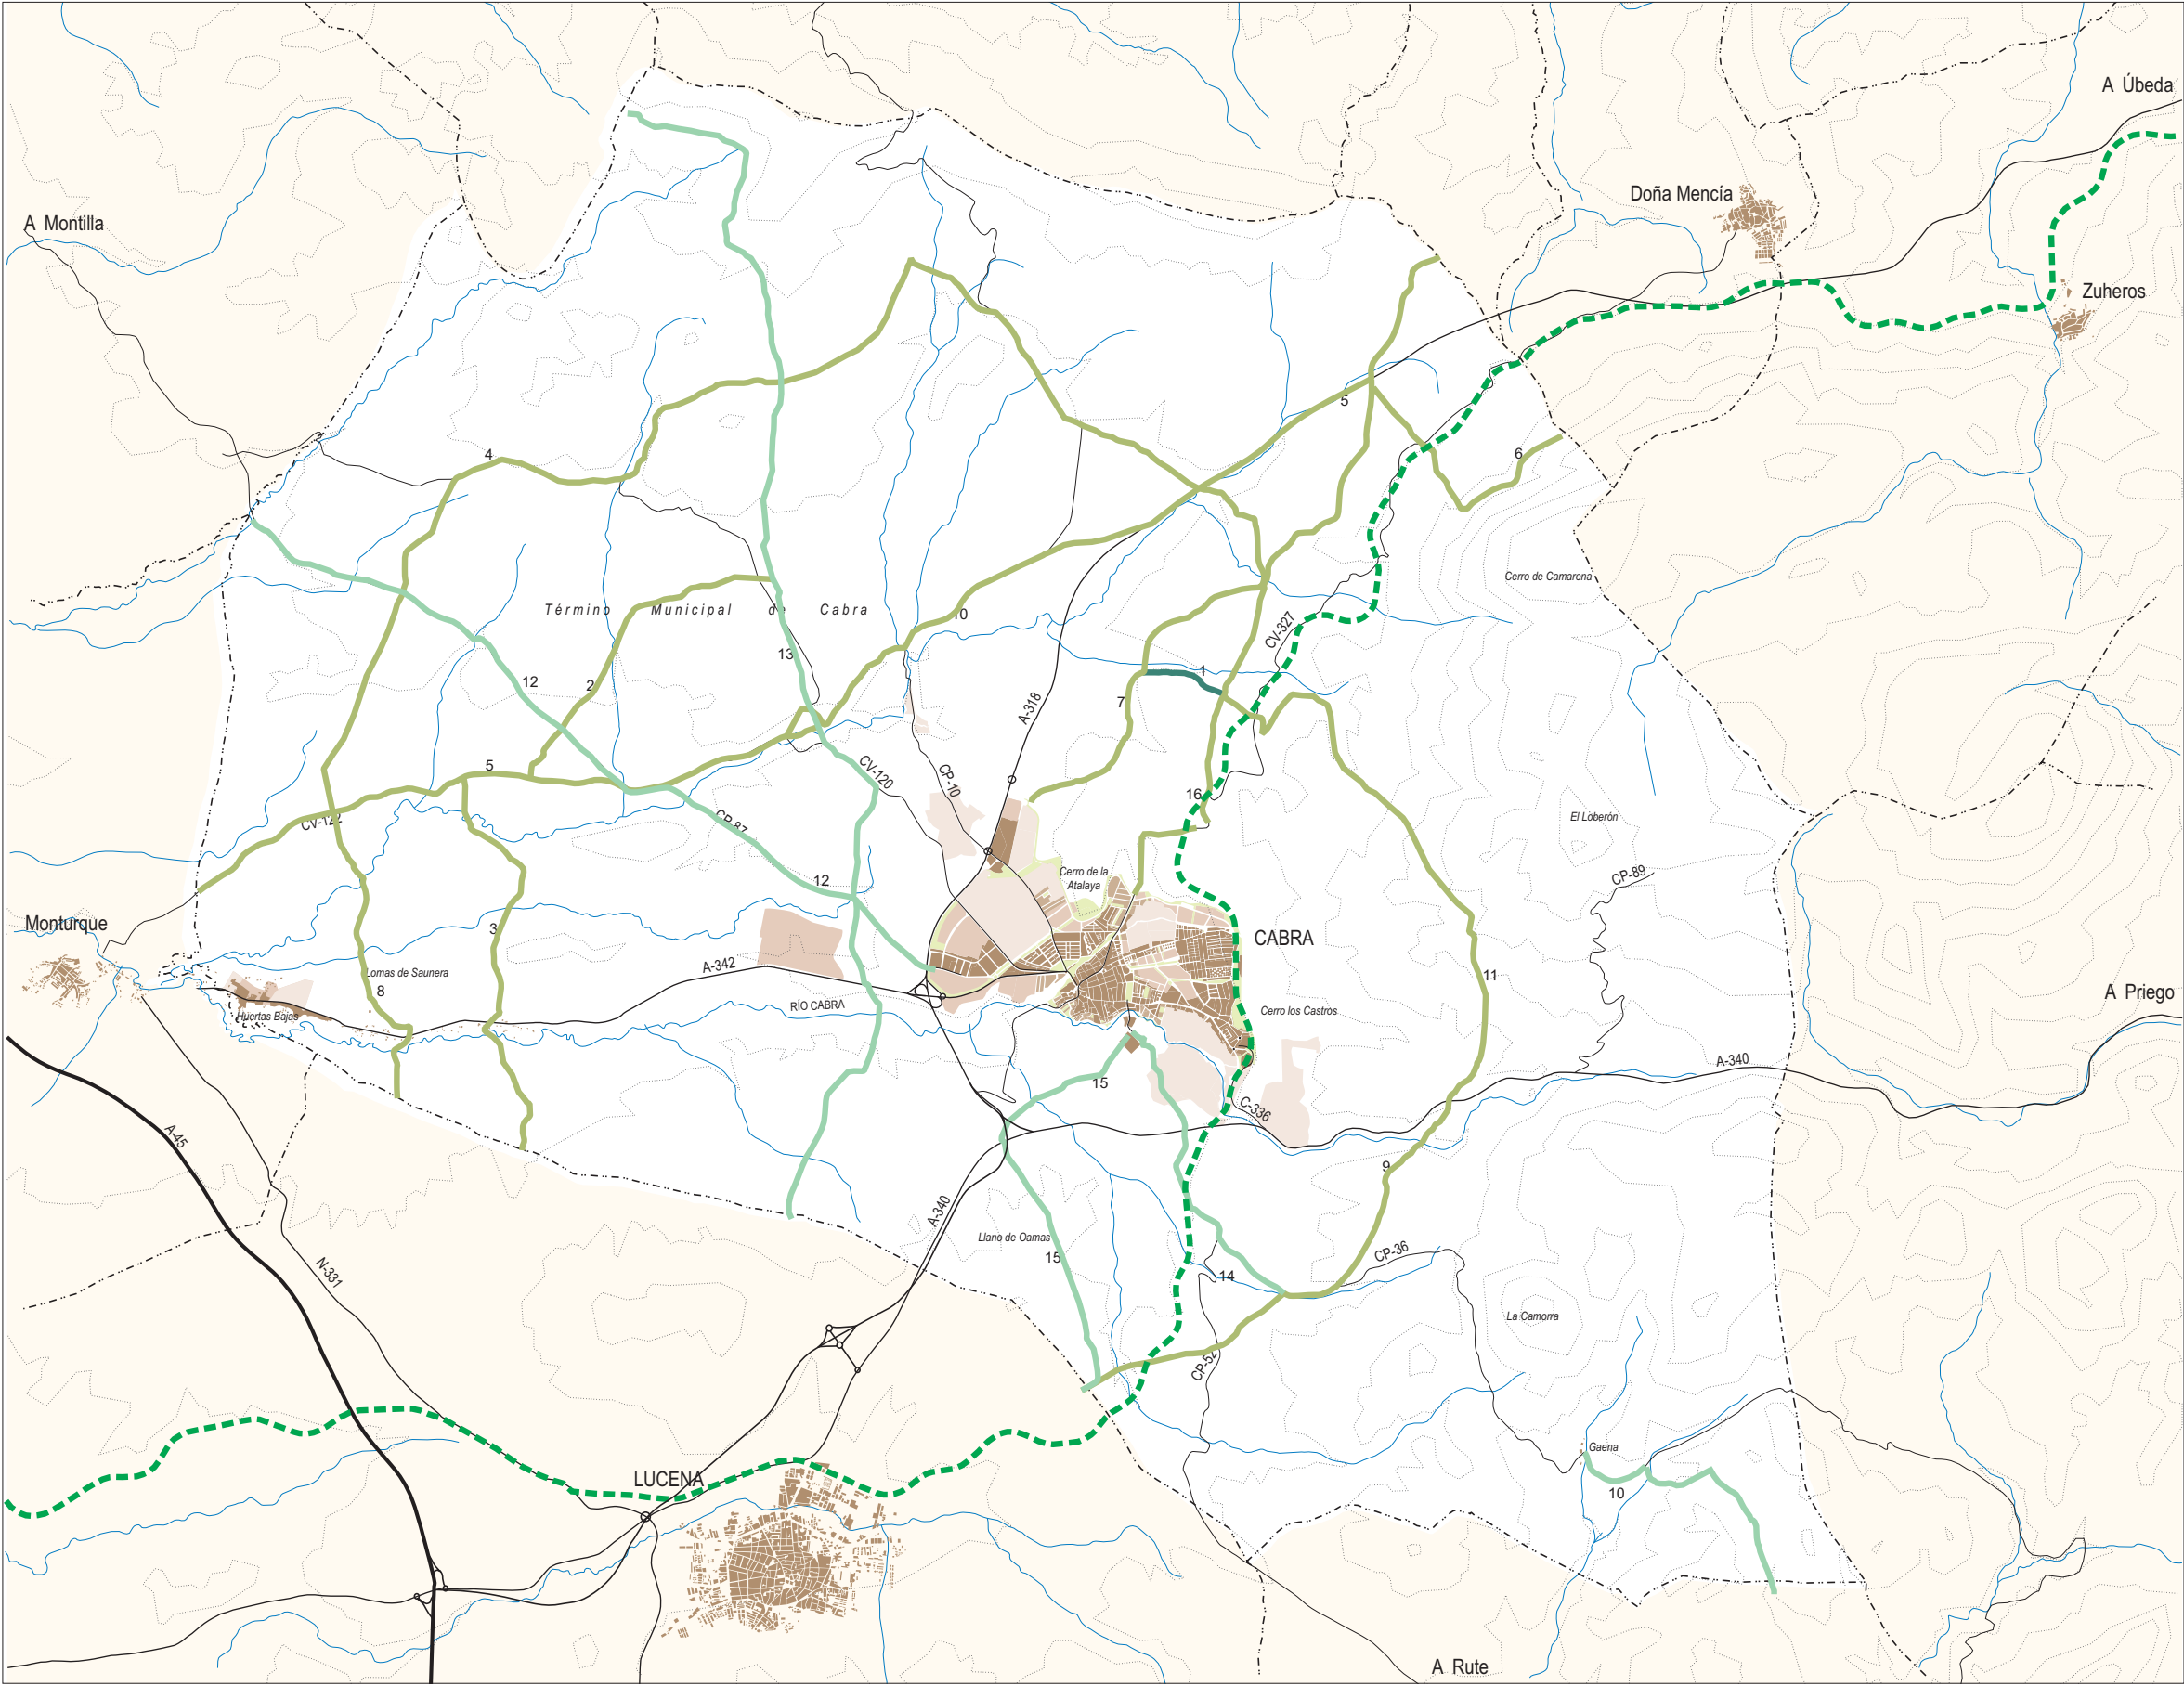 A Úbeda
Doña Mencía
A Montilla
Zuheros
5
4
6
Cerro de Camarena
Término Municipal de Cabra
10
CV-327
13
12
2
1
7
A-318
5
CV-120
CP-10
16
CV-122
CP-87
El Loberón
Cerro de la
Atalaya
CP-89
12
Monturque
3
CABRA
A-342
Lomas de Saunera
11
8
A Priego
RÍO CABRA
Huertas Bajas
Cerro los Castros
A-340
15
C-336
A-45
9
A-340
Llano de Oamas
15
CP-36
14
N-331
La Camorra
CP-52
Gaena
LUCENA
10
A Rute